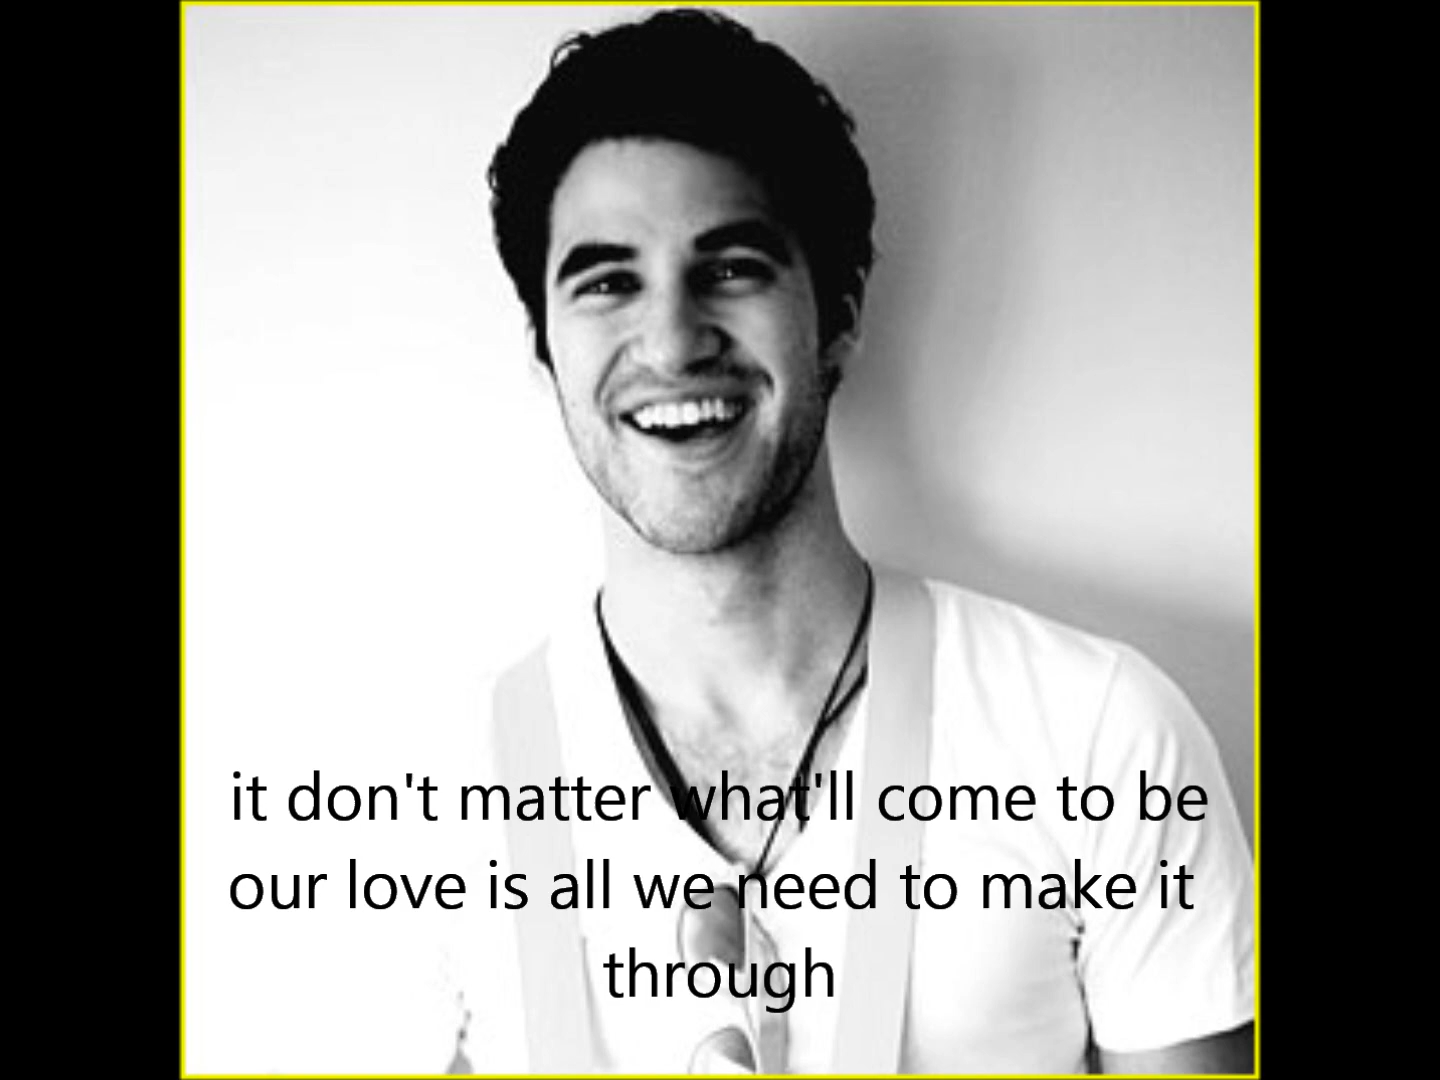 it don't matter what'll come to be
our love is all we need to make it
through